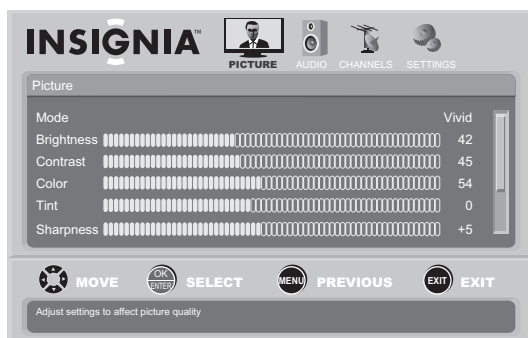 INSIGNIA™
PICTURE AUDIO CHANNELS SETTINGS
Picture
Mode Vivid
Brightness 42
Contrast 45
Color 54
Tint 0
Sharpness +5
MOVE OK ENTER SELECT MENU PREVIOUS EXIT EXIT
Adjust settings to affect picture quality